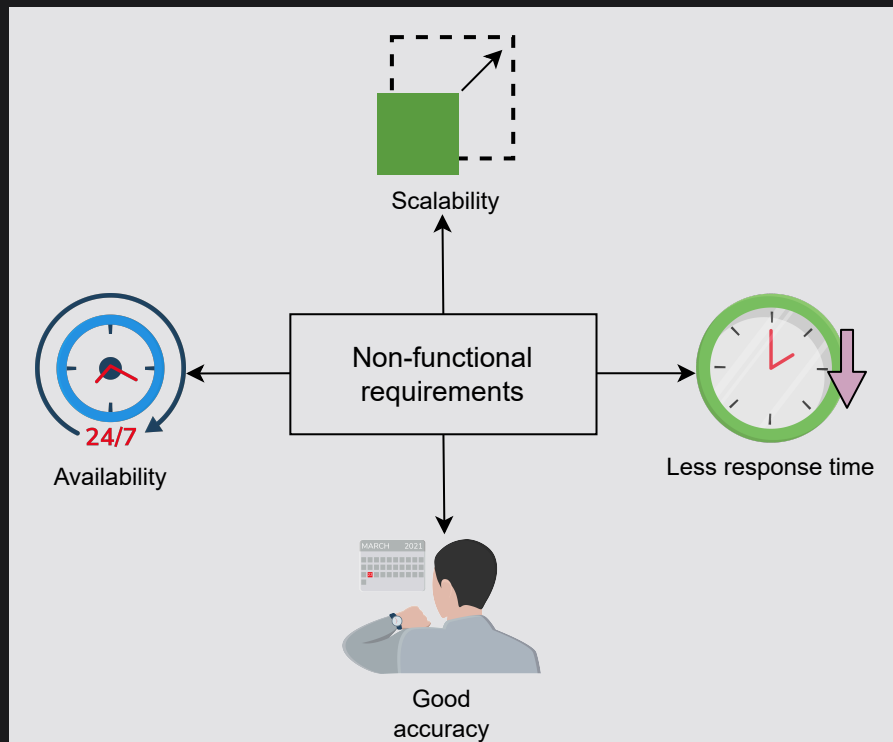 Scalability
Non-functional
requirements
24/7
Availability
Less response time
MARCH 2021
Good
accuracy